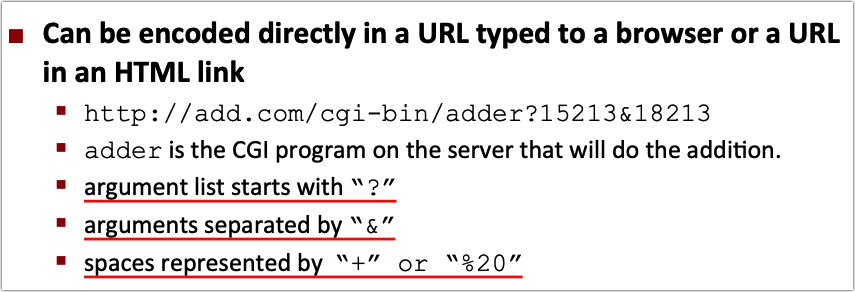 Can be encoded directly in a URL typed to a browser or a URL
in an HTML link
http://add.com/cgi-bin/adder?15213&18213
adder is the CGI program on the server that will do the addition.
argument list starts with “?”
arguments separated by “&”
spaces represented by “+” or “%20”